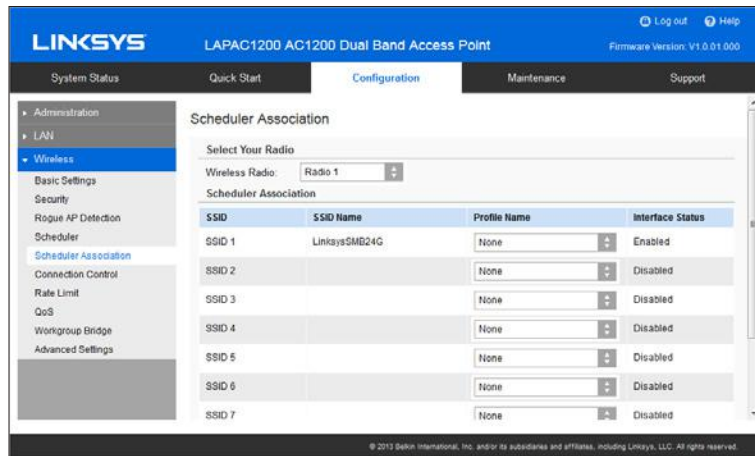 Log out Help
LINKSYS LAPAC1200 AC1200 Dual Band Access Point Firmware Version: V1.0.01.000
System Status Quick Start Configuration Maintenance Support
Administration
LAN
Wireless
Basic Settings
Security
Rogue AP Detection
Scheduler
Scheduler Association
Connection Control
Rate Limit
QoS
Workgroup Bridge
Advanced Settings
Scheduler Association
Select Your Radio
Wireless Radio: Radio 1
Scheduler Association
SSID SSID Name Profile Name Interface Status
SSID 1 LinksysSMB24G None Enabled
SSID 2 None Disabled
SSID 3 None Disabled
SSID 4 None Disabled
SSID 5 None Disabled
SSID 6 None Disabled
SSID 7 None Disabled
© 2013 Belkin International, Inc. and/or its subsidiaries and affiliates, including Linksys, LLC. All rights reserved.